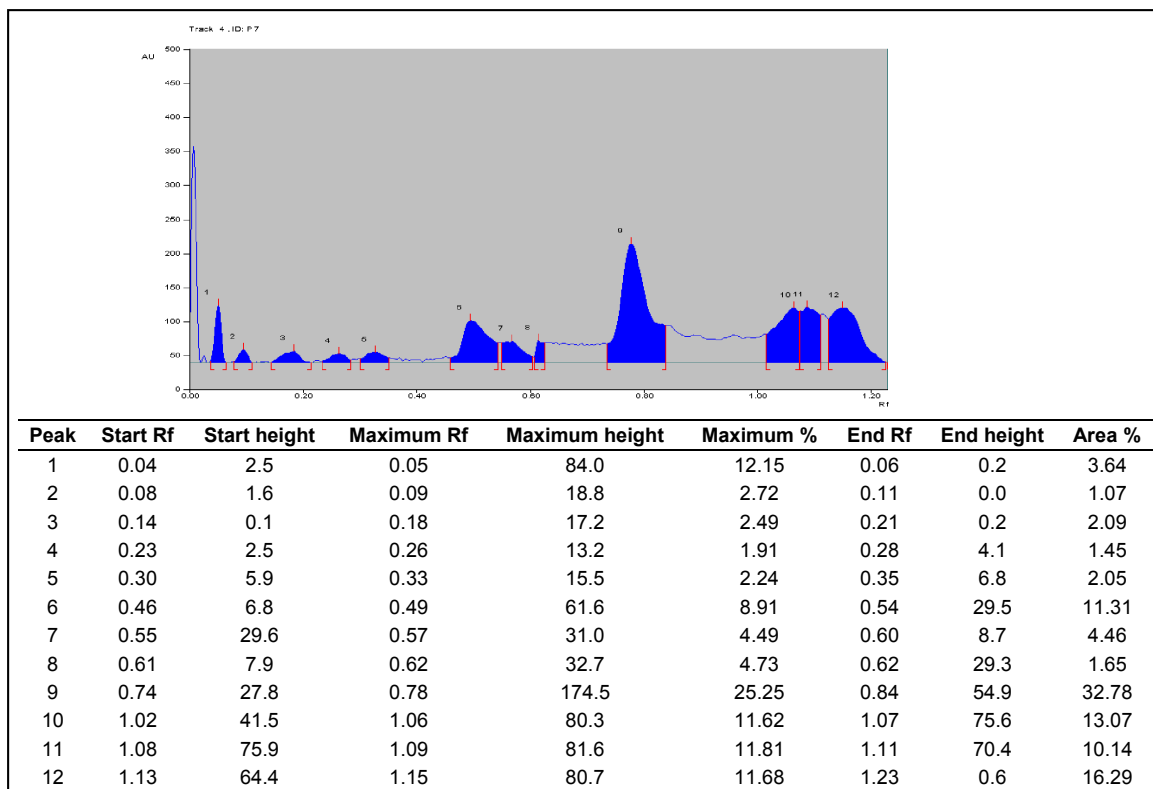 Track 4 . ID: P7
AU
500
450
400
350
300
250
200
150
100
50
0
1
2
3
4
5
7
8
9
10 11
12
0.00
0.20
0.40
0.60
0.80
1.00
1.20
Rf
Peak Start Rf Start height Maximum Rf Maximum height Maximum % End Rf End height Area %
1 0.04 2.5 0.05 84.0 12.15 0.06 0.2 3.64
2 0.08 1.6 0.09 18.8 2.72 0.11 0.0 1.07
3 0.14 0.1 0.18 17.2 2.49 0.21 0.2 2.09
4 0.23 2.5 0.26 13.2 1.91 0.28 4.1 1.45
5 0.30 5.9 0.33 15.5 2.24 0.35 6.8 2.05
6 0.46 6.8 0.49 61.6 8.91 0.54 29.5 11.31
7 0.55 29.6 0.57 31.0 4.49 0.60 8.7 4.46
8 0.61 7.9 0.62 32.7 4.73 0.62 29.3 1.65
9 0.74 27.8 0.78 174.5 25.25 0.84 54.9 32.78
10 1.02 41.5 1.06 80.3 11.62 1.07 75.6 13.07
11 1.08 75.9 1.09 81.6 11.81 1.11 70.4 10.14
12 1.13 64.4 1.15 80.7 11.68 1.23 0.6 16.29